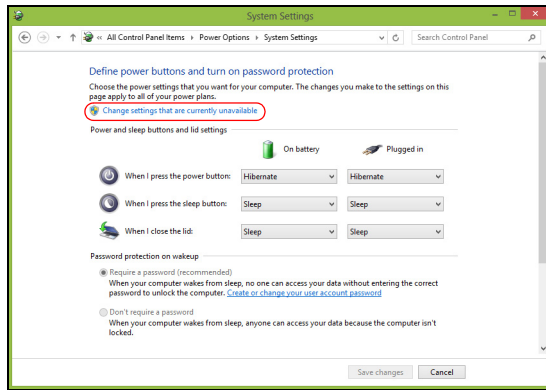 System Settings
« All Control Panel Items Power Options System Settings Search Control Panel
Define power buttons and turn on password protection
Choose the power settings that you want for your computer. The changes you make to the settings on this
page apply to all of your power plans.
Change settings that are currently unavailable
Power and sleep buttons and lid settings
On battery Plugged in
When I press the power button: Hibernate Hibernate
When I press the sleep button: Sleep Sleep
When I close the lid: Sleep Sleep
Password protection on wakeup
Require a password (recommended)
When your computer wakes from sleep, no one can access your data without entering the correct
password to unlock the computer. Create or change your user account password
Don't require a password
When your computer wakes from sleep, anyone can access your data because the computer isn't
locked.
Save changes Cancel